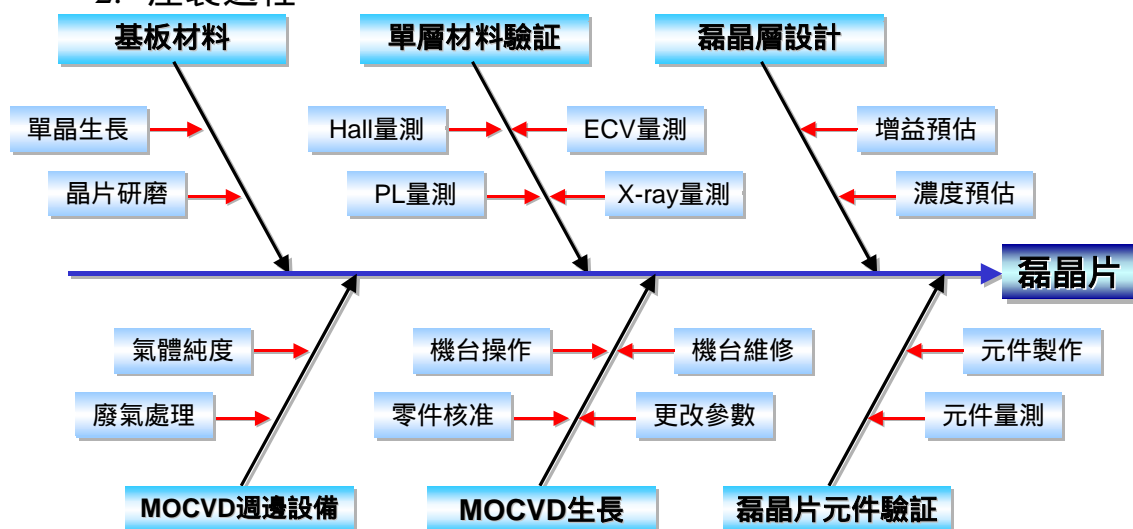 2.
基板材料 單層材料驗証 磊晶層設計
單晶生長 Hall量測 ECV量測 增益預估
晶片研磨 PL量測 X-ray量測 濃度預估
磊晶片
氣體純度 機台操作 機台維修 元件製作
廢氣處理 零件核准 更改參數 元件量測
MOCVD週邊設備 MOCVD生長 磊晶片元件驗証